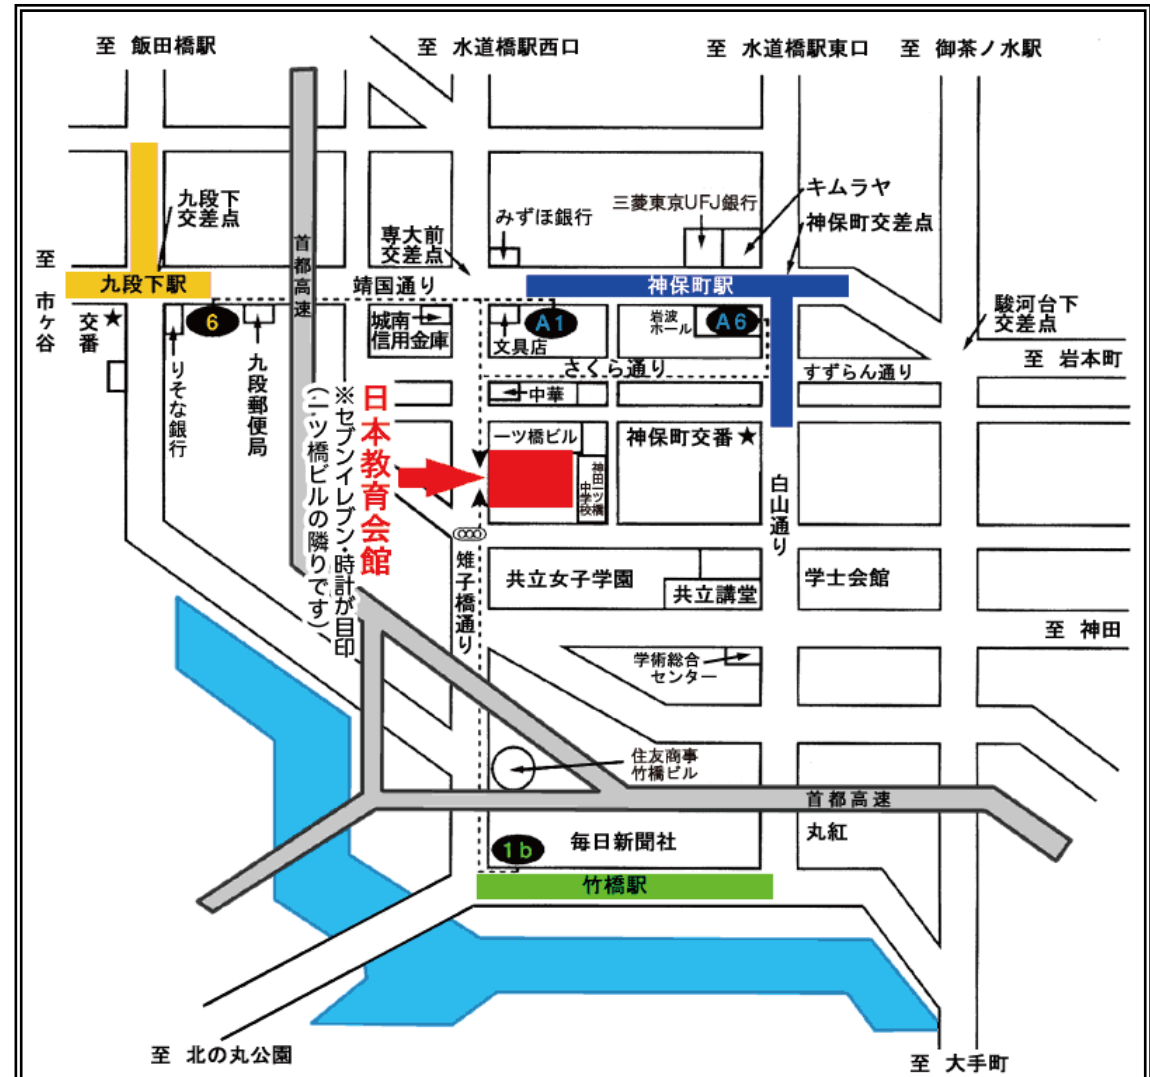 至 飯田橋駅
至 水道橋駅西口
至 水道橋駅東口
至 御茶ノ水駅
九段下
交差点
専大前
交差点
みずほ銀行
三菱東京UFJ銀行
キムラヤ
神保町交差点
至 市ケ谷
九段下駅
首都高速
靖国通り
神保町駅
駿河台下
交差点
交番★
6
城南
信用金庫
A1
文具店
岩波
ホール
A6
至 岩本町
りそな銀行
九段郵便局
さくら通り
すずらん通り
中華
日本教育会館
※セブンイレブン・時計が目印
(一ツ橋ビルの隣りです)
一ツ橋ビル
神保町交番★
神田一ツ橋
中学校
白山通り
雉子橋通り
共立女子学園
共立講堂
学士会館
至 神田
学術総合
センター
住友商事
竹橋ビル
首都高速
1b
毎日新聞社
丸紅
竹橋駅
至 北の丸公園
至 大手町